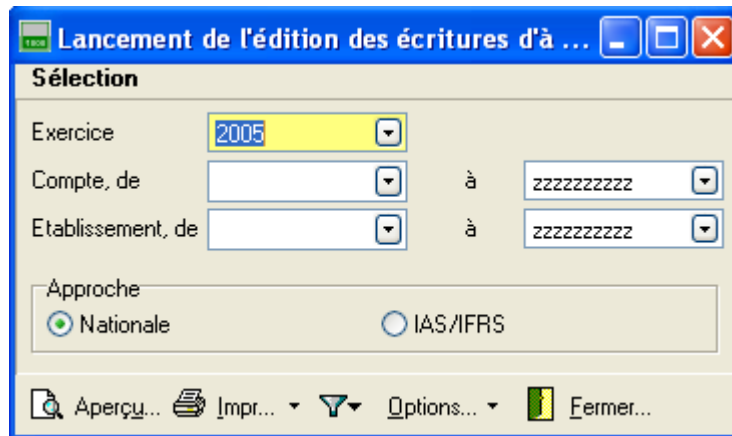 Lancement de l'édition des écritures d'à ...
Sélection
Exercice 2005
Compte, de à zzzzzzzzzz
Etablissement, de à zzzzzzzzzz
Approche
Nationale IAS/IFRS
Aperçu... Impr... Options... Fermer...